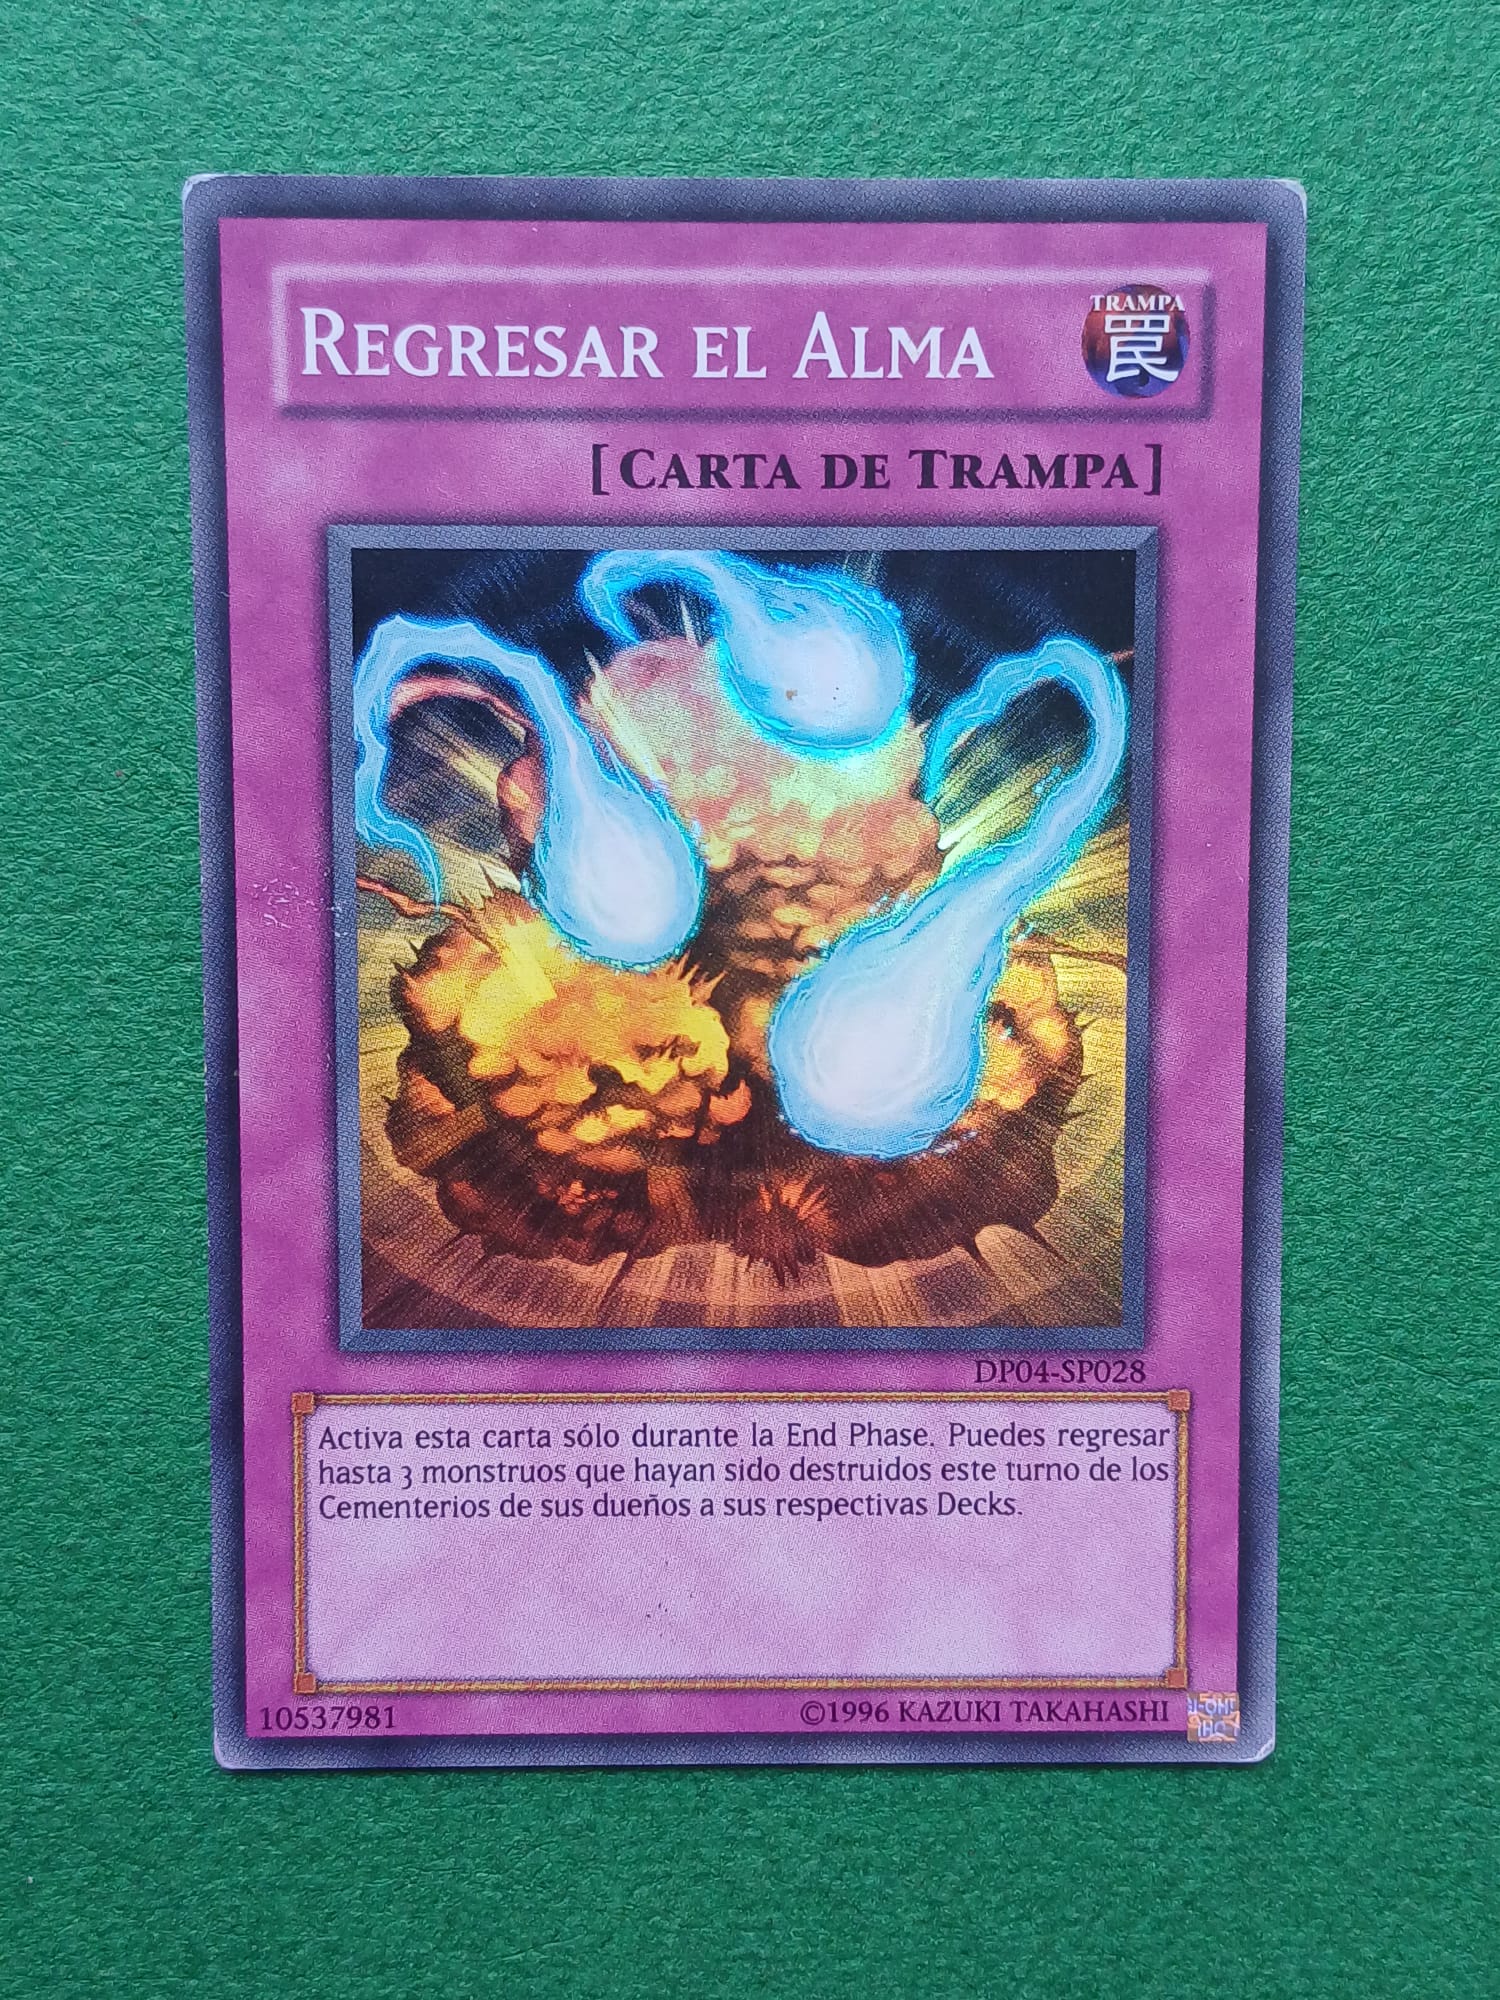 REGRESAR EL ALMA
TRAMPA
罠
[CARTA DE TRAMPA]
DP04-SP028
Activa esta carta sólo durante la End Phase. Puedes regresar
hasta 3 monstruos que hayan sido destruidos este turno de los
Cementerios de sus dueños a sus respectivas Decks.
10537981
©1996 KAZUKI TAKAHASHI